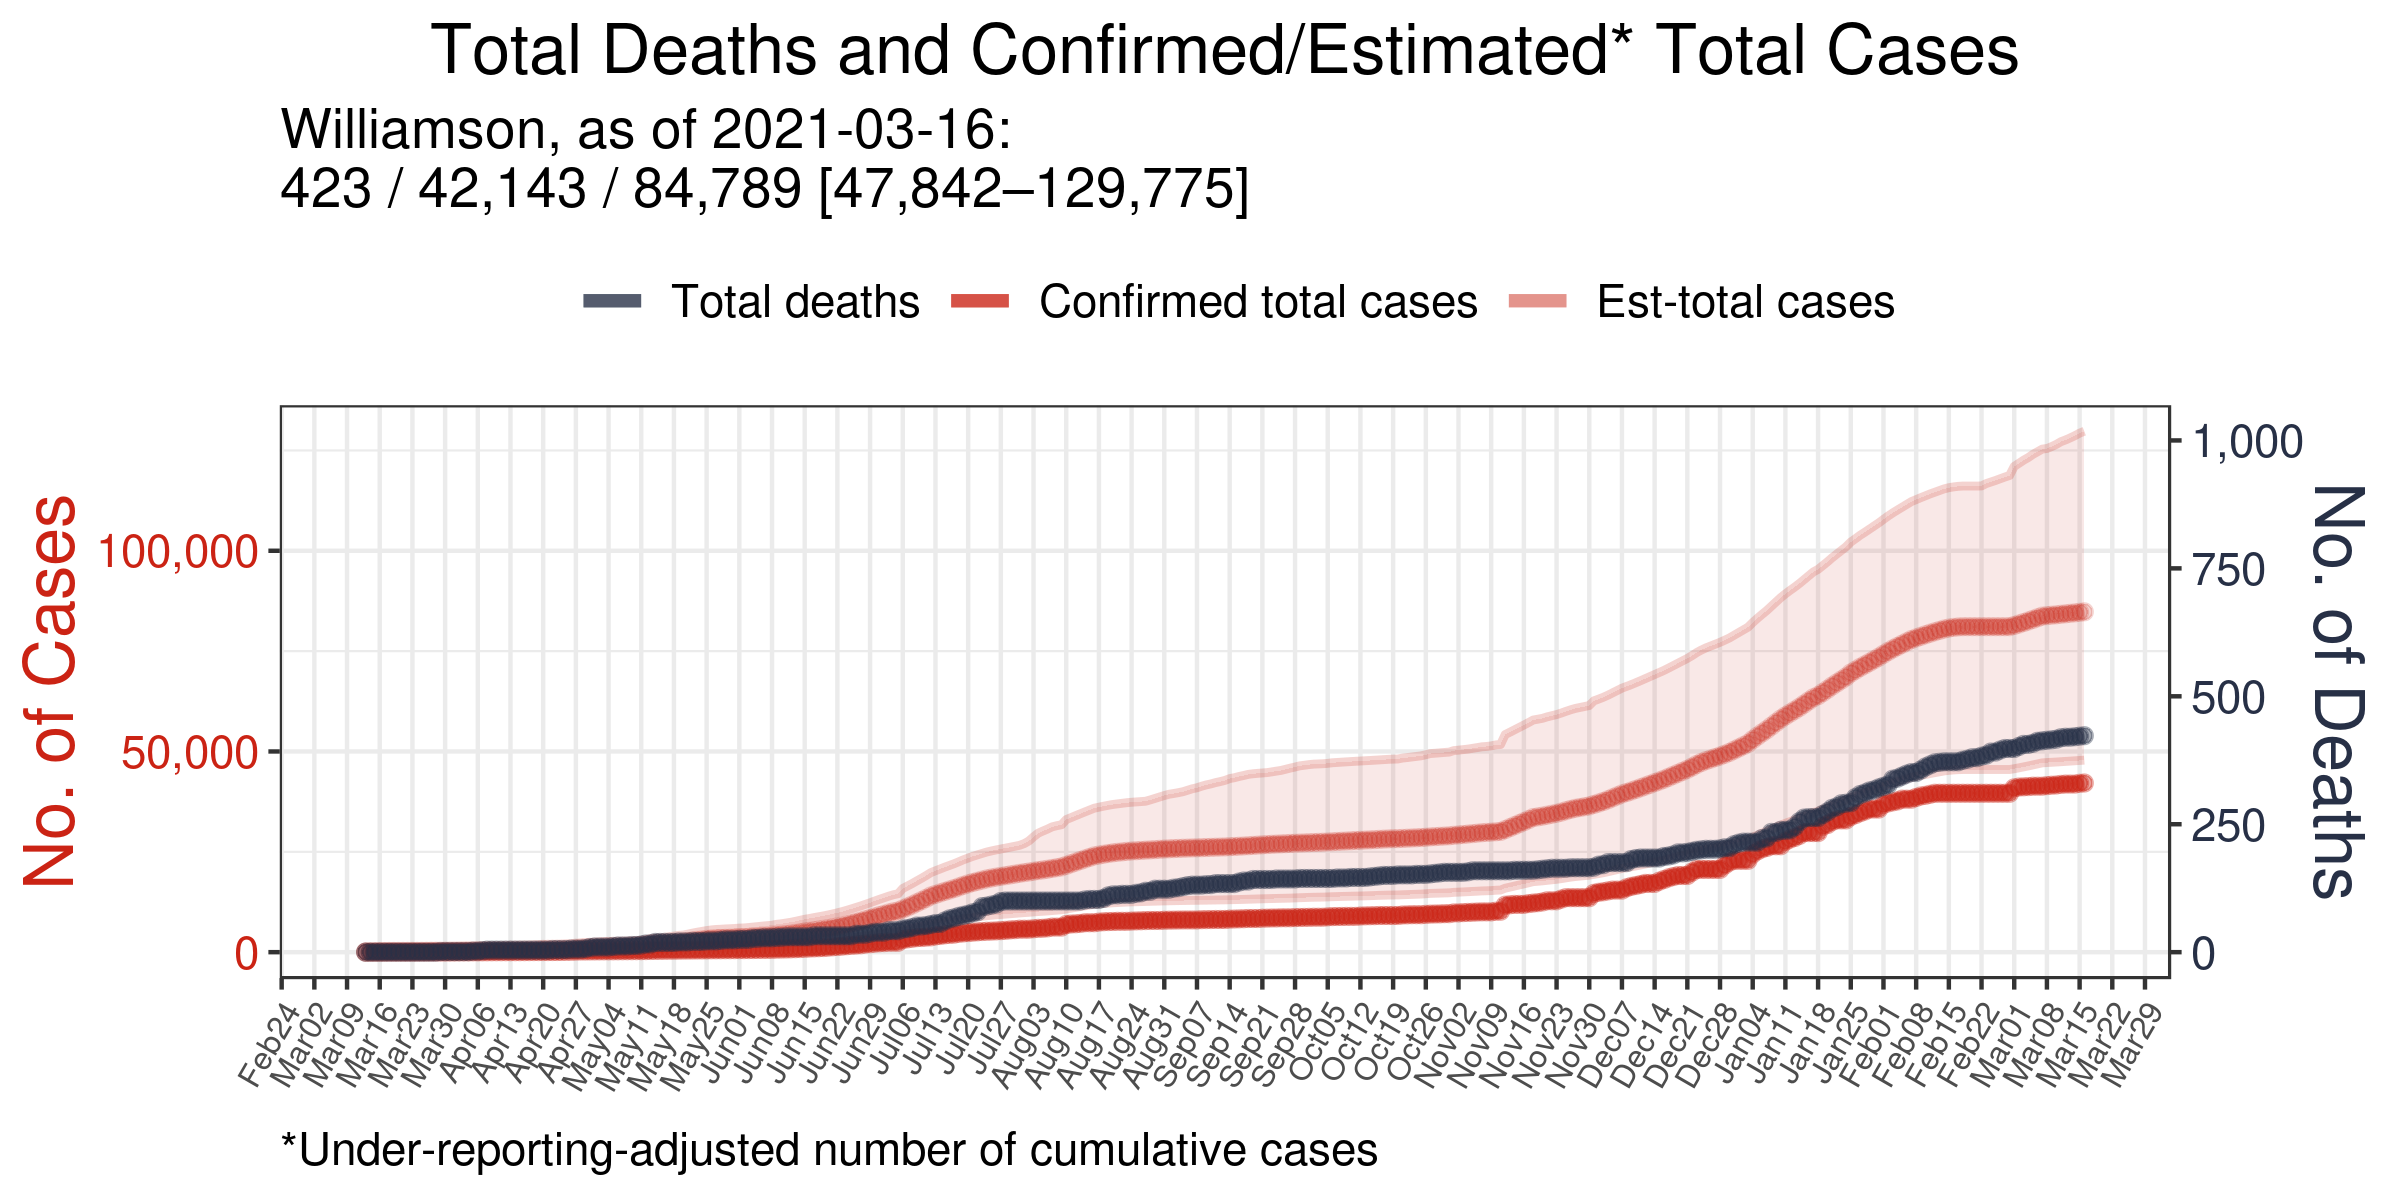 Total Deaths and Confirmed/Estimated* Total Cases
Williamson, as of 2021-03-16:
423 / 42,143 / 84,789 [47,842–129,775]
Total deaths
Confirmed total cases
Est-total cases
No. of Cases
100,000
50,000
0
1,000
750
500
250
0
No. of Deaths
Feb24
Mar02
Mar09
Mar16
Mar23
Mar30
Apr06
Apr13
Apr20
Apr27
May04
May11
May18
May25
Jun01
Jun08
Jun15
Jun22
Jun29
Jul06
Jul13
Jul20
Jul27
Aug03
Aug10
Aug17
Aug24
Aug31
Sep07
Sep14
Sep21
Sep28
Oct05
Oct12
Oct19
Oct26
Nov02
Nov09
Nov16
Nov23
Nov30
Dec07
Dec14
Dec21
Dec28
Jan04
Jan11
Jan18
Jan25
Feb01
Feb08
Feb15
Feb22
Mar01
Mar08
Mar15
Mar22
Mar29
*Under-reporting-adjusted number of cumulative cases